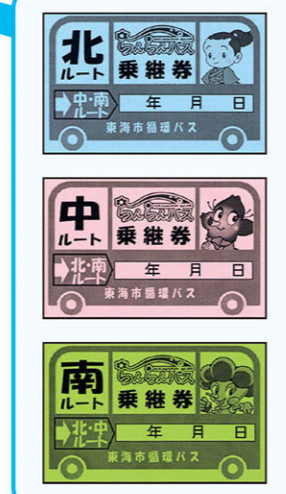 北
ルート
らんらんバス
乗継券
中・南
ルート
年 月 日
東海市循環バス
中
ルート
らんらんバス
乗継券
北・南
ルート
年 月 日
東海市循環バス
南
ルート
らんらんバス
乗継券
北・中
ルート
年 月 日
東海市循環バス